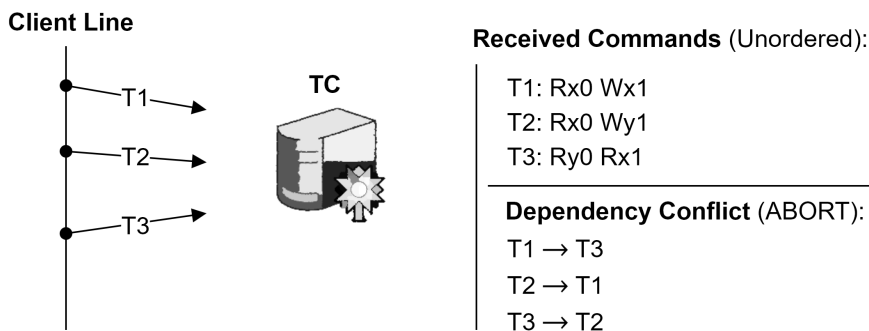 Client Line
T1
T2
T3
TC
Received Commands (Unordered):
T1: Rx0 Wx1
T2: Rx0 Wy1
T3: Ry0 Rx1
Dependency Conflict (ABORT):
T1 → T3
T2 → T1
T3 → T2